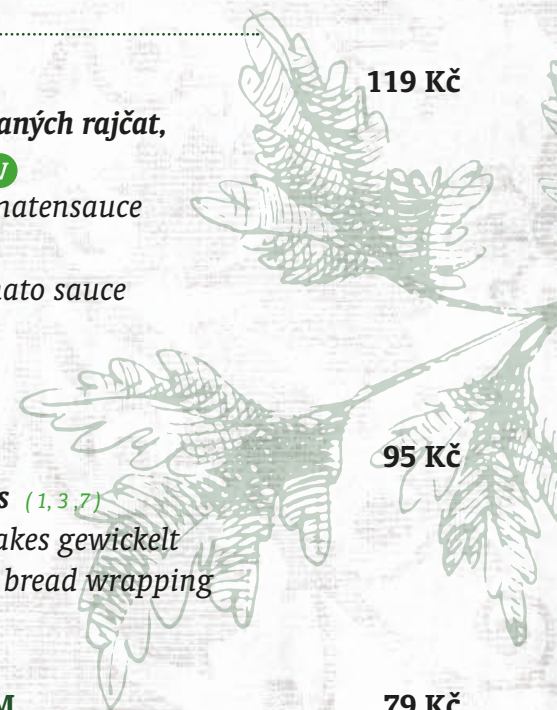 119 Kč
aných rajčat,
natensauce
ato sauce
95 Kč
s (1, 3 ,7)
akes gewickelt
bread wrapping
M
79 Kč